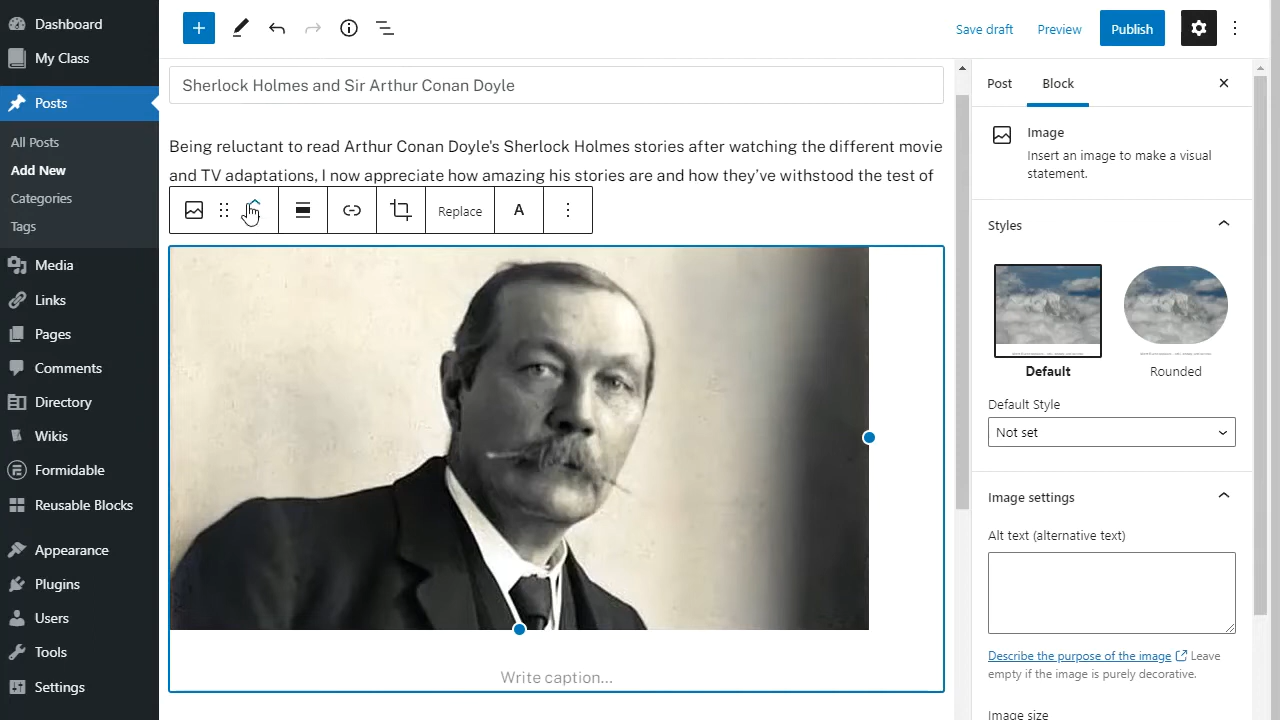 Dashboard
My Class
Posts
All Posts
Add New
Categories
Tags
Media
Links
Pages
Comments
Directory
Wikis
Formidable
Reusable Blocks
Appearance
Plugins
Users
Tools
Settings
Save draft
Preview
Publish
Sherlock Holmes and Sir Arthur Conan Doyle
Being reluctant to read Arthur Conan Doyle's Sherlock Holmes stories after watching the different movie
and TV adaptations, I now appreciate how amazing his stories are and how they've withstood the test of
Replace
A
Write caption...
Post
Block
Image
Insert an image to make a visual
statement.
Styles
Default
Rounded
Default Style
Not set
Image settings
Alt text (alternative text)
Describe the purpose of the image Leave
empty if the image is purely decorative.
Image size